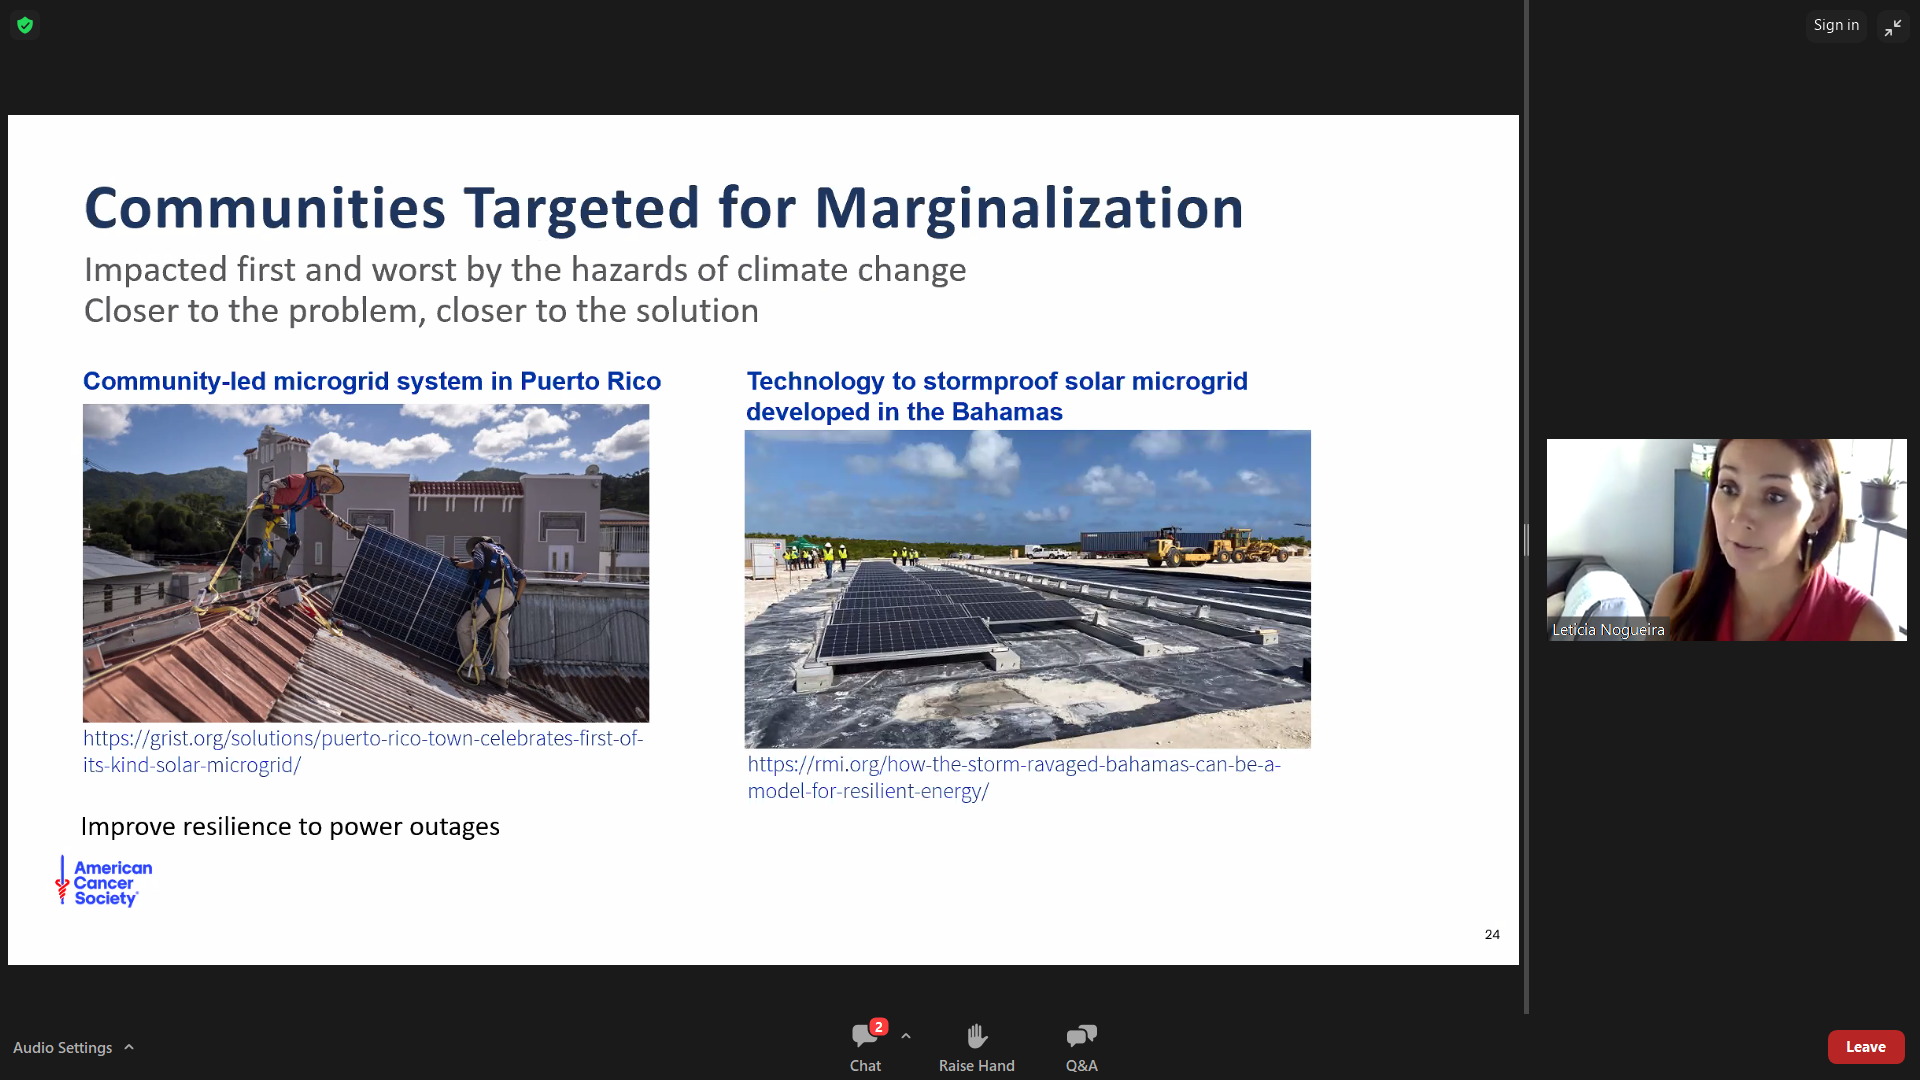 Sign in
Communities Targeted for Marginalization
Impacted first and worst by the hazards of climate change
Closer to the problem, closer to the solution
Community-led microgrid system in Puerto Rico
https://grist.org/solutions/puerto-rico-town-celebrates-first-of-
its-kind-solar-microgrid/
Technology to stormproof solar microgrid
developed in the Bahamas
https://rmi.org/how-the-storm-ravaged-bahamas-can-be-a-
model-for-resilient-energy/
Improve resilience to power outages
American
Cancer
Society
24
Leticia Nogueira
Audio Settings
2
Chat
Raise Hand
Q&A
Leave